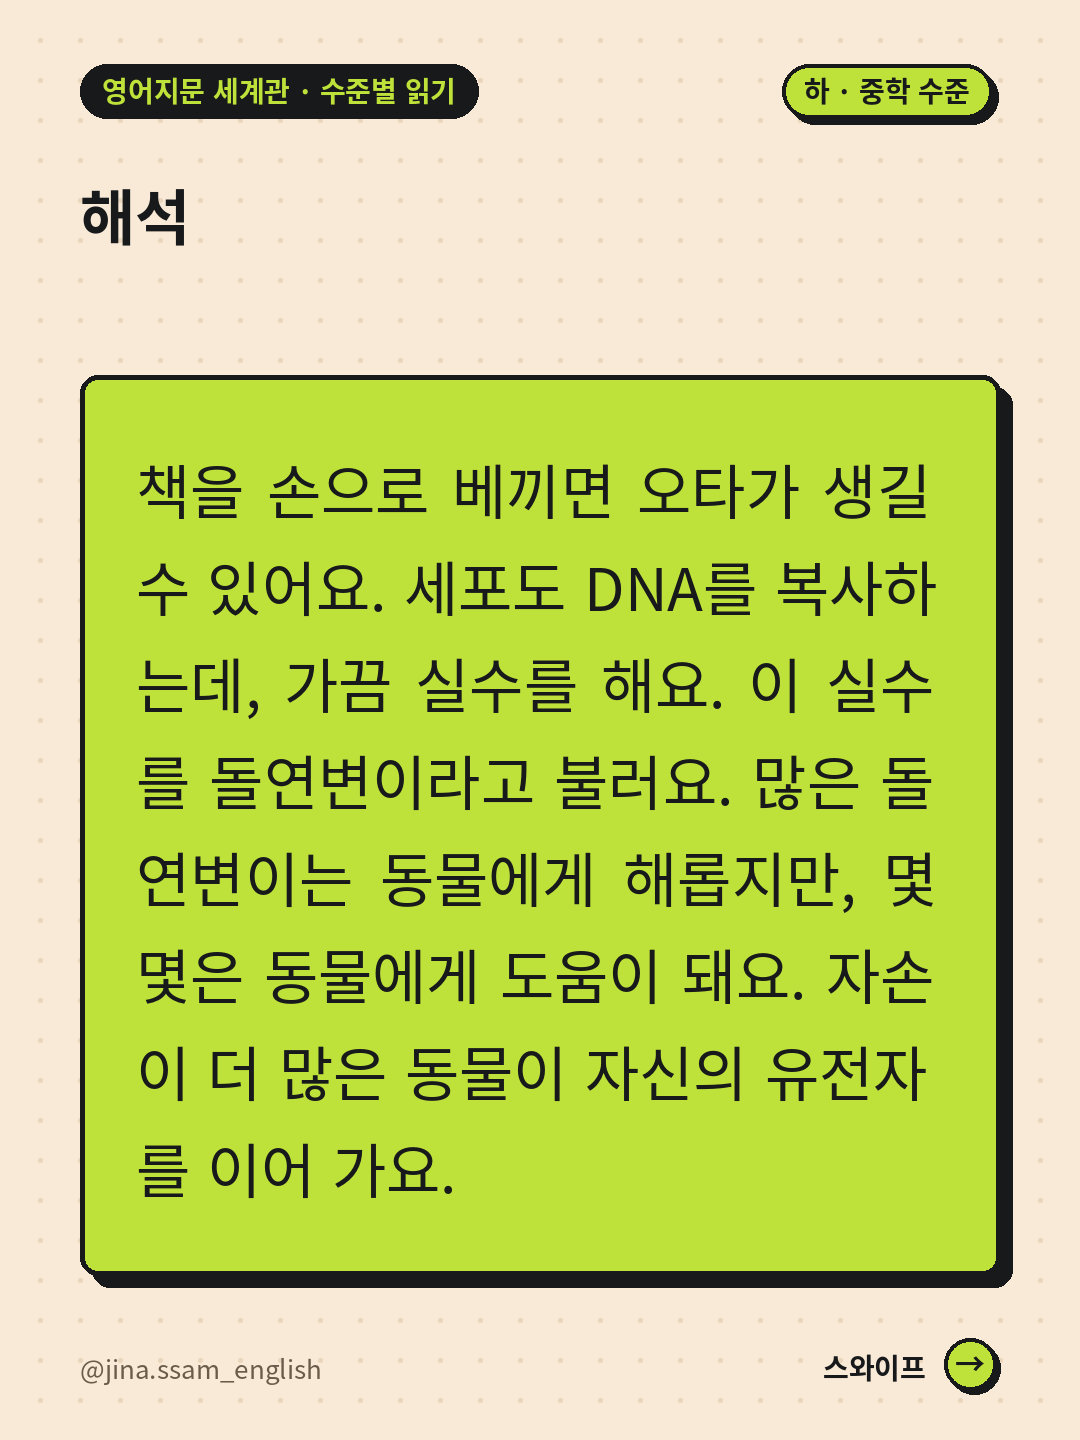 영어지문 세계관 · 수준별 읽기
하 · 중학 수준
해석
책을 손으로 베끼면 오타가 생길
수 있어요. 세포도 DNA를 복사하
는데, 가끔 실수를 해요. 이 실수
를 돌연변이라고 불러요. 많은 돌
연변이는 동물에게 해롭지만, 몇
몇은 동물에게 도움이 돼요. 자손
이 더 많은 동물이 자신의 유전자
를 이어 가요.
@jina.ssam_english
스와이프 →